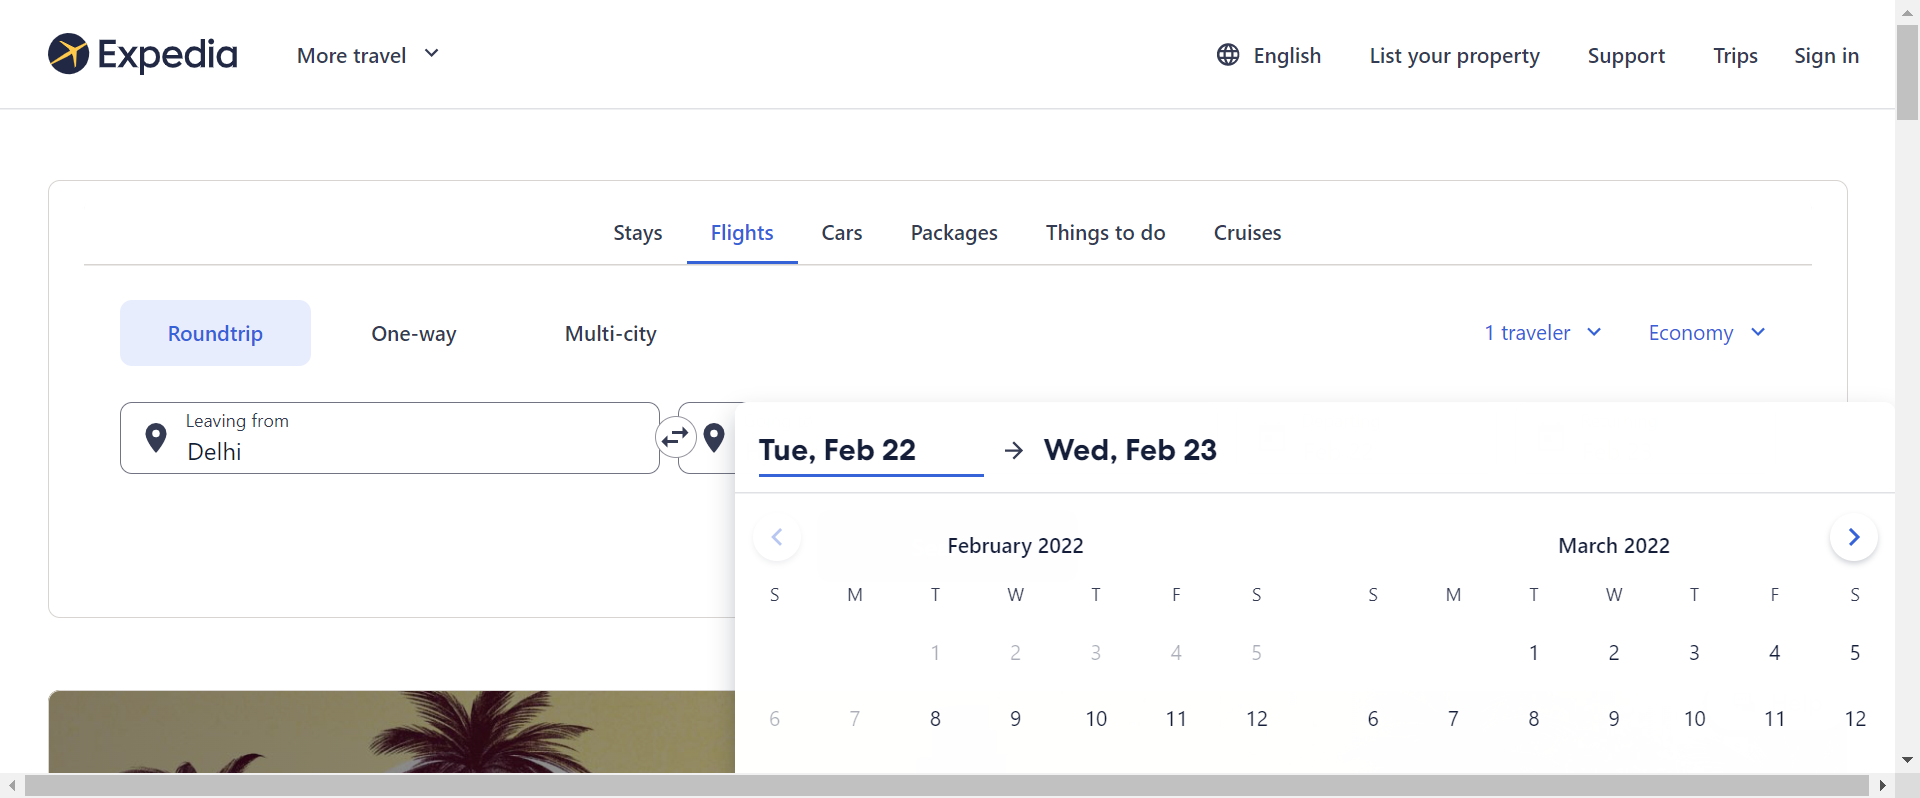 Expedia
More travel
English
List your property
Support
Trips
Sign in
Stays
Flights
Cars
Packages
Things to do
Cruises
Roundtrip
One-way
Multi-city
1 traveler
Economy
Leaving from
Delhi
Tue, Feb 22
Wed, Feb 23
February 2022
S M T W T F S
1 2 3 4 5
6 7 8 9 10 11 12
March 2022
S M T W T F S
1 2 3 4 5
6 7 8 9 10 11 12